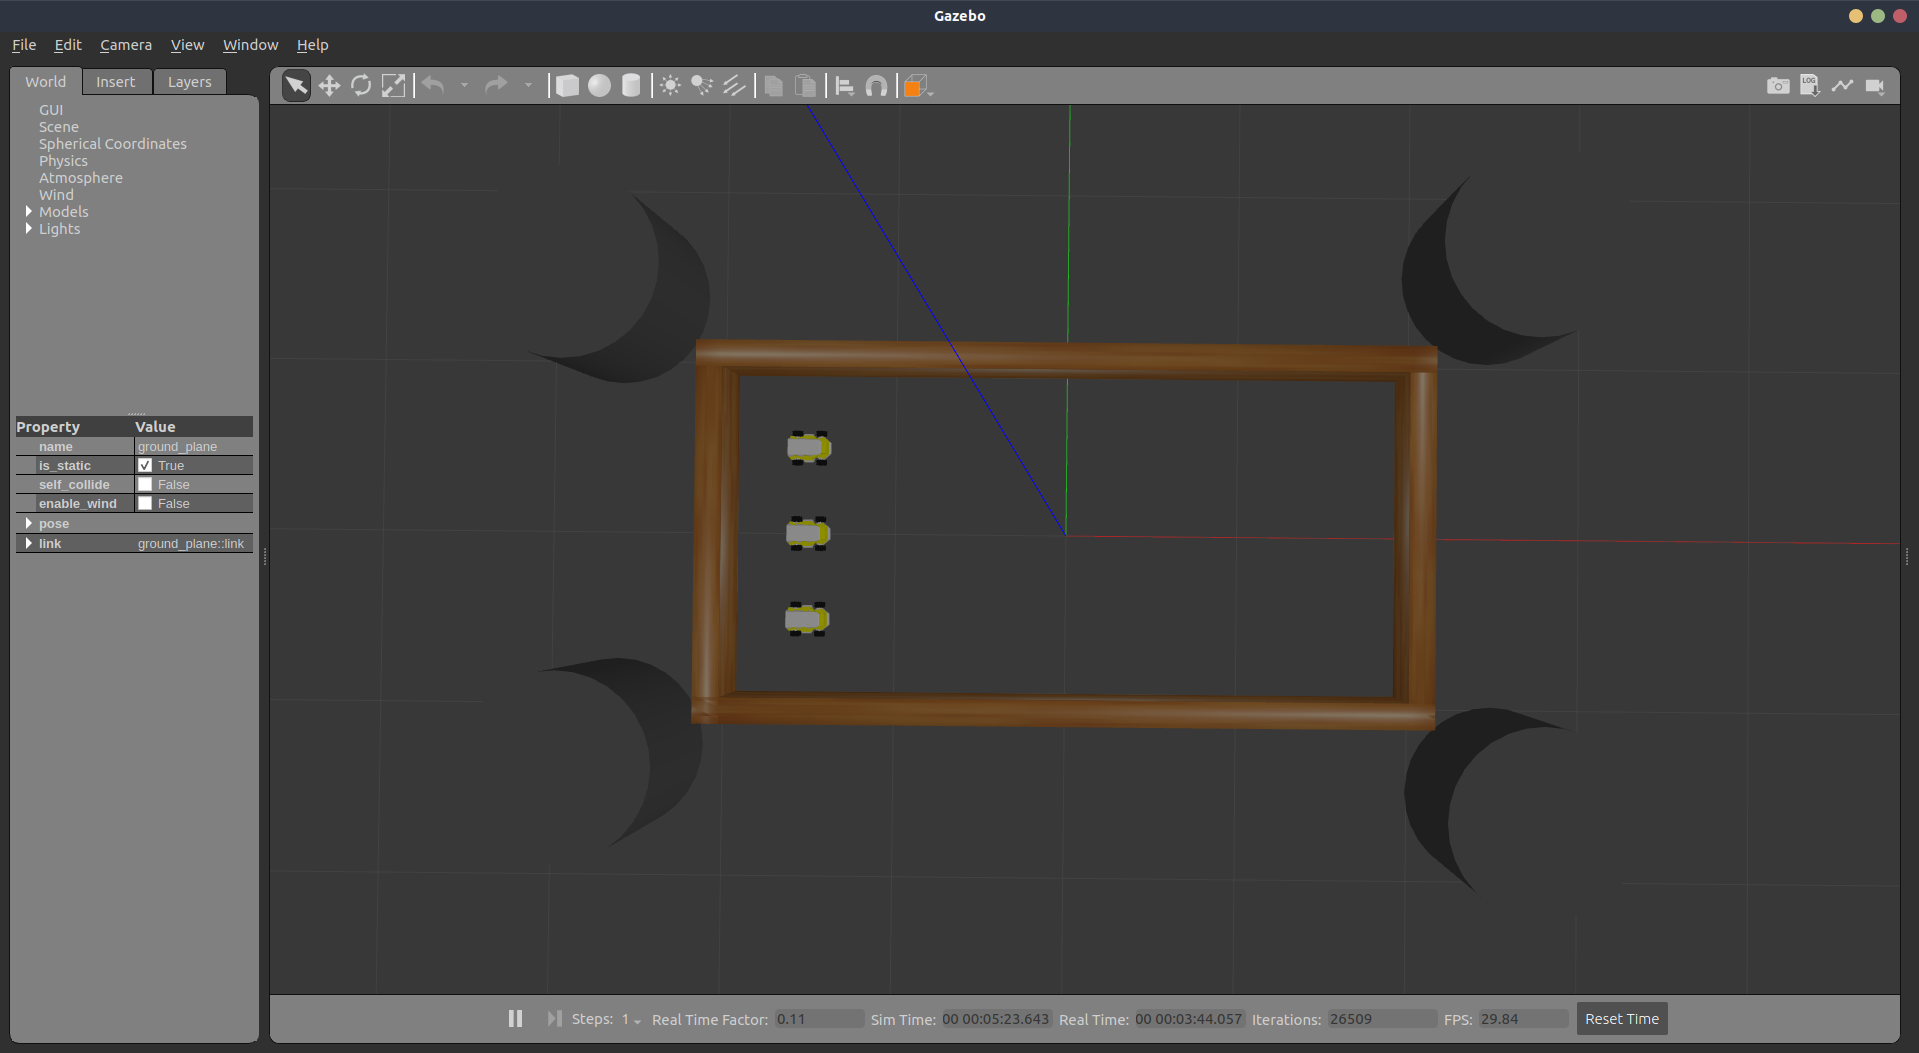 Gazebo
File Edit Camera View Window Help
World Insert Layers
LOG
GUI
Scene
Spherical Coordinates
Physics
Atmosphere
Wind
Models
Lights
Property Value
name ground_plane
is_static True
self_collide False
enable_wind False
pose
link ground_plane::link
Steps: 1 Real Time Factor: 0.11 Sim Time: 00 00:05:23.643 Real Time: 00 00:03:44.057 Iterations: 26509 FPS: 29.84 Reset Time